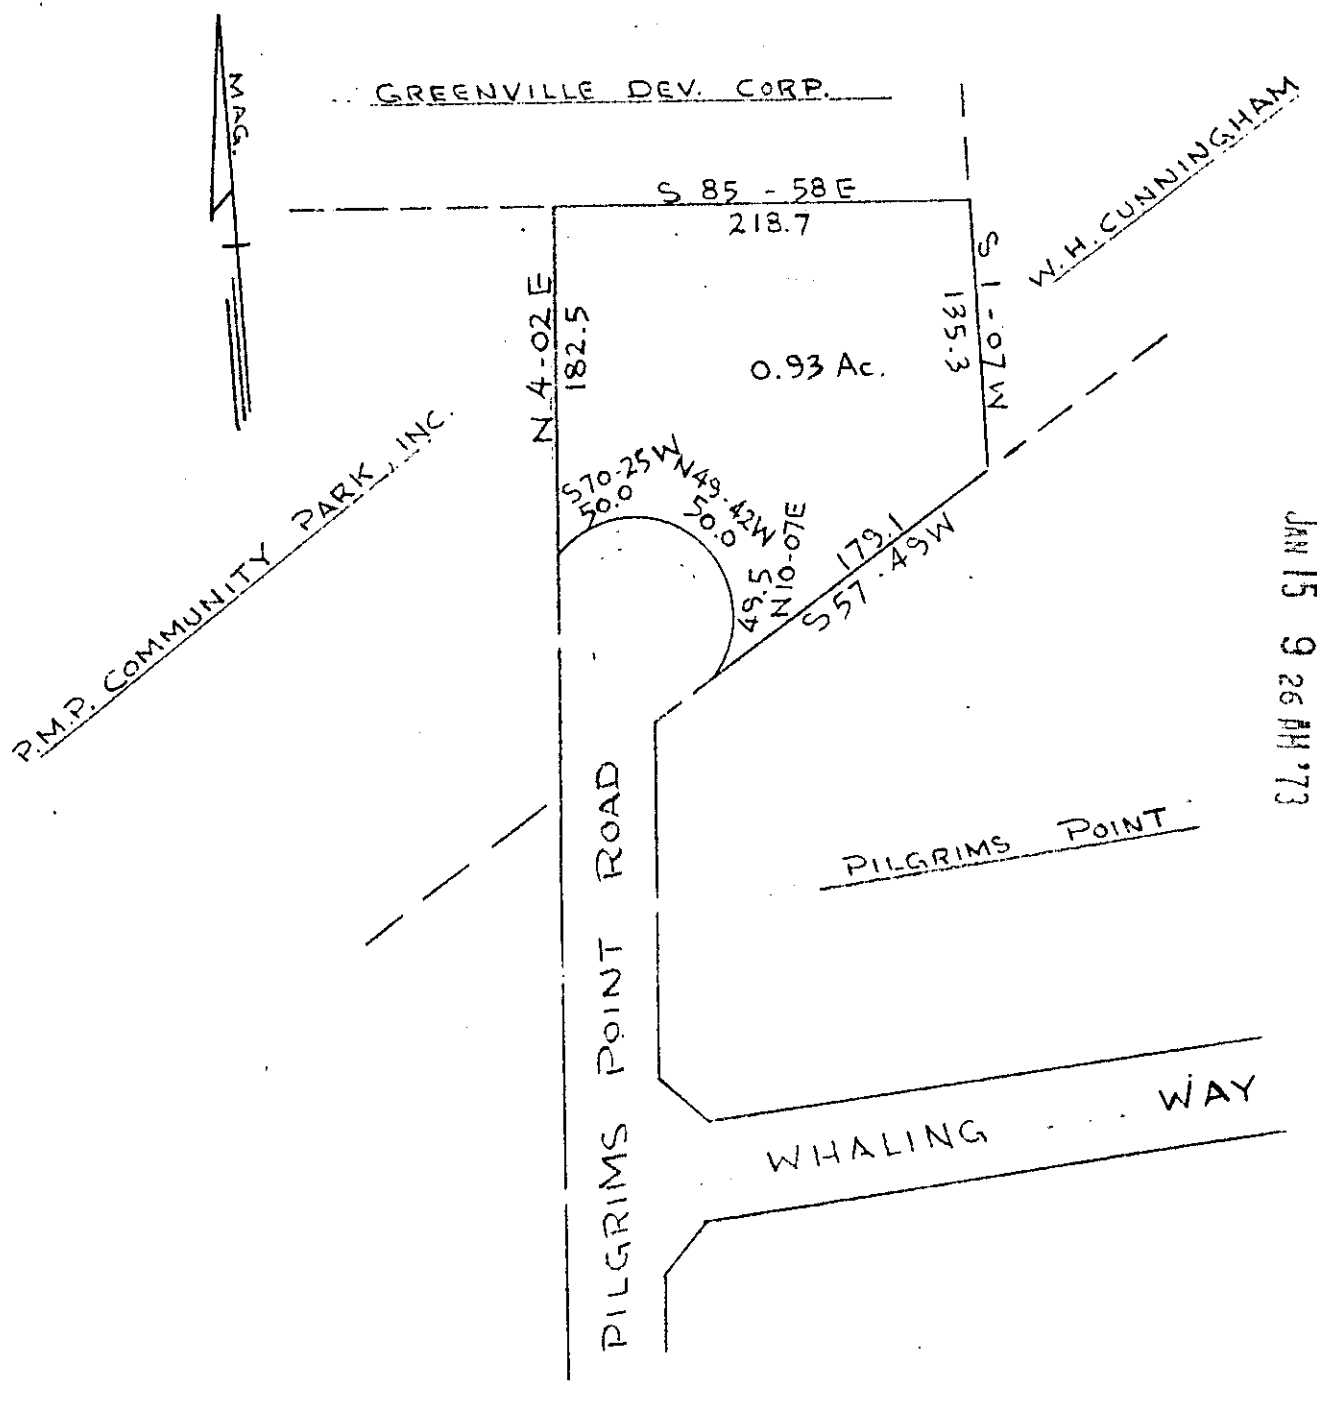 MAG.
GREENVILLE DEV. CORP.
W. H. CUNNINGHAM
S 85 - 58 E
218.7
N 4 - 02 E
182.5
S 1 - 07 W
135.3
0.93 Ac.
P.M.P. COMMUNITY PARK, INC.
S70-25W
50.0
N49-42W
50.0
49.5
N10-07E
179.1
S 57 - 49 W
JAN 15 9 26 AM '73
PILGRIMS POINT
PILGRIMS POINT ROAD
WHALING WAY